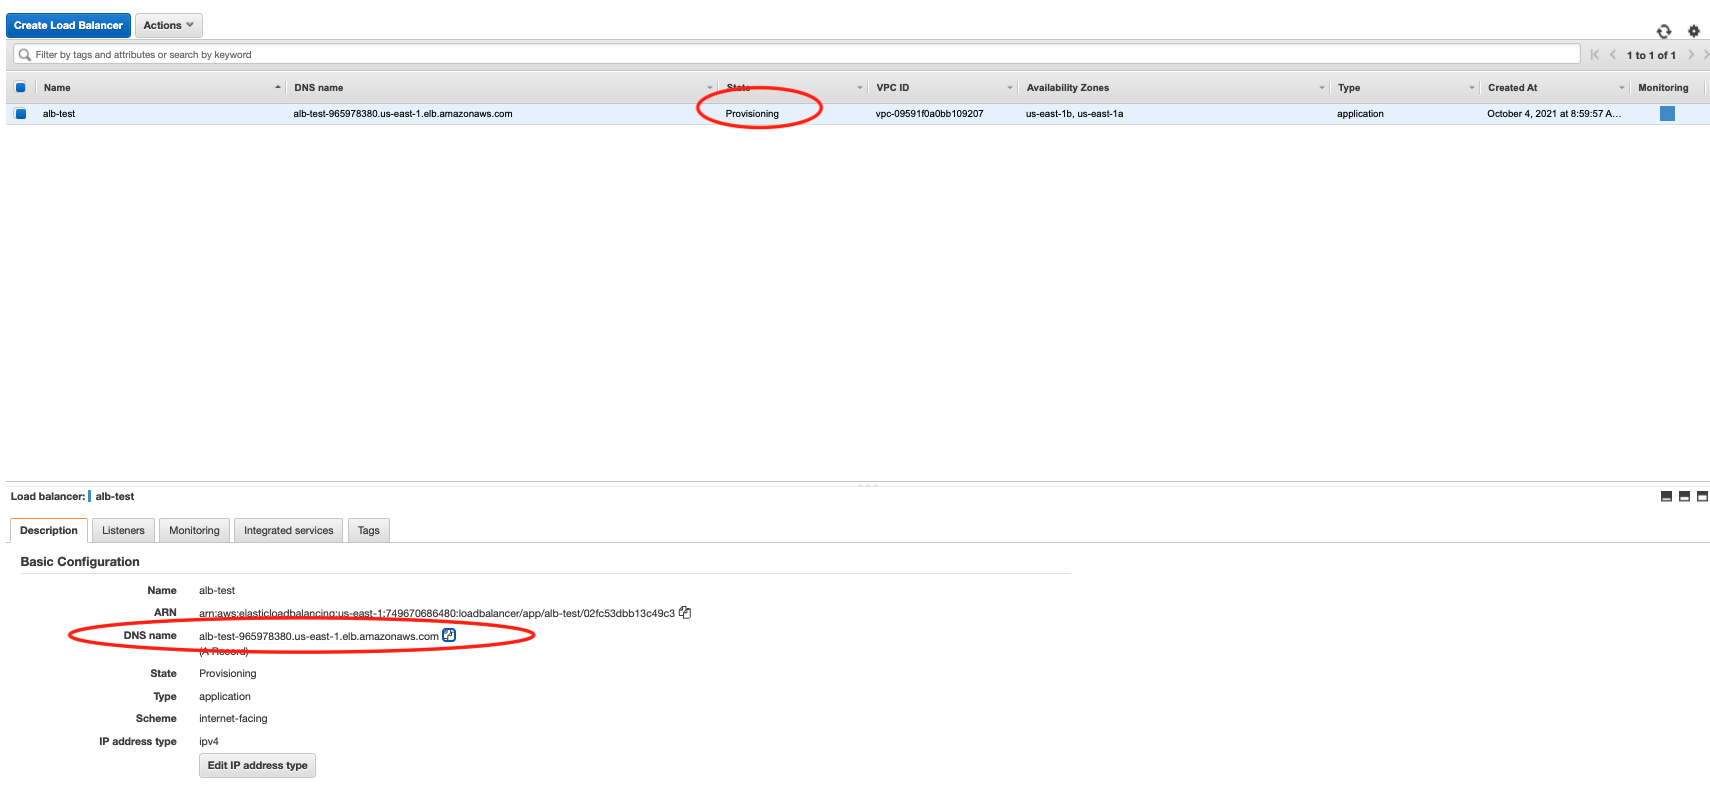 Create Load Balancer Actions
Filter by tags and attributes or search by keyword 1 to 1 of 1
Name DNS name State VPC ID Availability Zones Type Created At Monitoring
alb-test alb-test-965978380.us-east-1.elb.amazonaws.com Provisioning vpc-09591f0a0bb109207 us-east-1b, us-east-1a application October 4, 2021 at 8:59:57 A...
Load balancer: alb-test
Description Listeners Monitoring Integrated services Tags
Basic Configuration
Name alb-test
ARN arn:aws:elasticloadbalancing:us-east-1:749670686480:loadbalancer/app/alb-test/02fc53dbb13c49c3
DNS name alb-test-965978380.us-east-1.elb.amazonaws.com
(A Record)
State Provisioning
Type application
Scheme internet-facing
IP address type ipv4
Edit IP address type